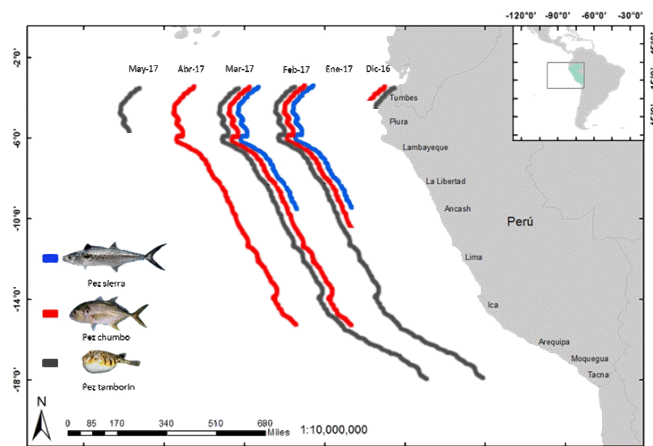 -120°0' -90°0' -60°0' -30°0'
-2°0'
May-17 Abr-17 Mar-17 Feb-17 Ene-17 Dic-16
Tumbes
Piura
-6°0'
Lambayeque
La Libertad
-10°0'
Ancash
Perú
Lima
Pez sierra
-14°0'
Ica
Pez chumbo
Arequipa
Moquegua
-18°0'
Tacna
Pez tamborin
N
0 85 170 340 510 680
Miles
1:10,000,000